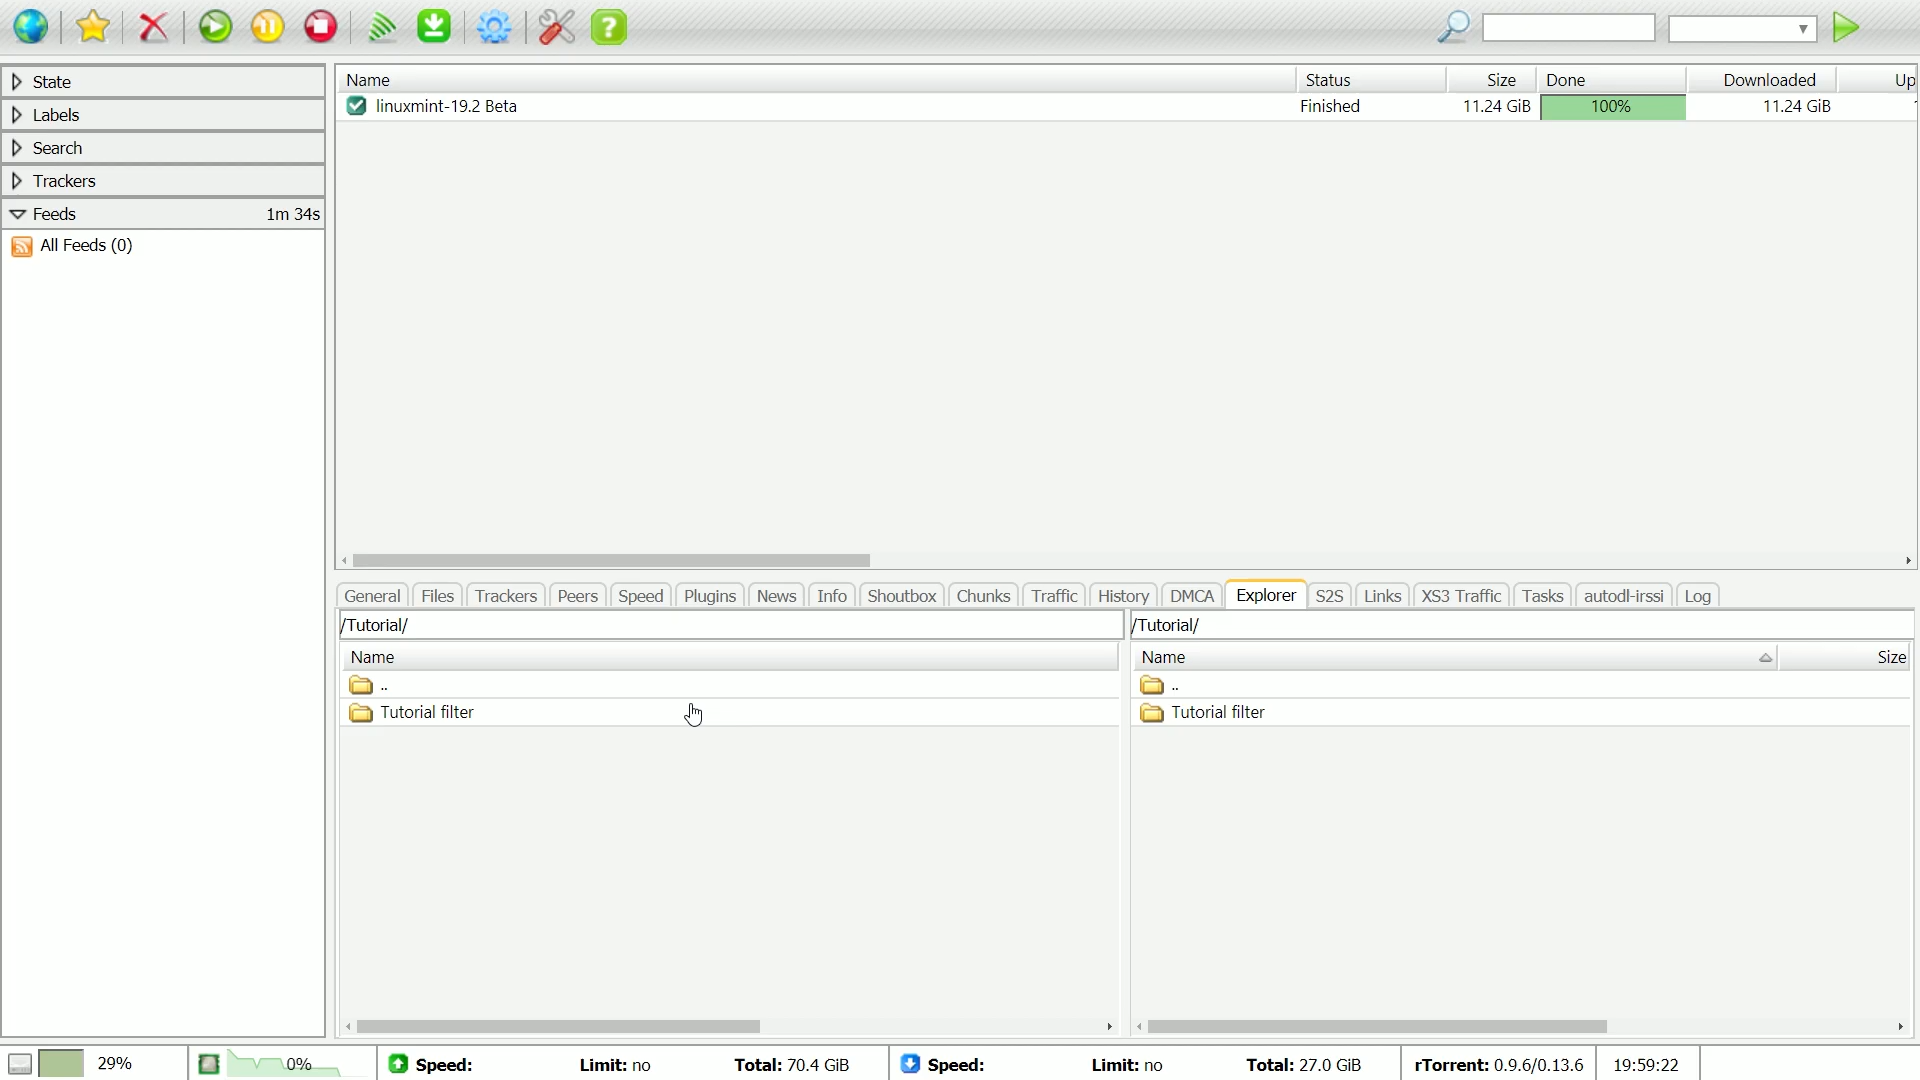 State
Labels
Search
Trackers
Feeds 1m 34s
All Feeds (0)
Name Status Size Done Downloaded Up
linuxmint-19.2 Beta Finished 11.24 GiB 100% 11.24 GiB
General Files Trackers Peers Speed Plugins News Info Shoutbox Chunks Traffic History DMCA Explorer S2S Links XS3 Traffic Tasks autodl-irssi Log
/Tutorial/
Name
..
Tutorial filter
/Tutorial/
Name Size
..
Tutorial filter
29% 0% Speed: Limit: no Total: 70.4 GiB Speed: Limit: no Total: 27.0 GiB rTorrent: 0.9.6/0.13.6 19:59:22